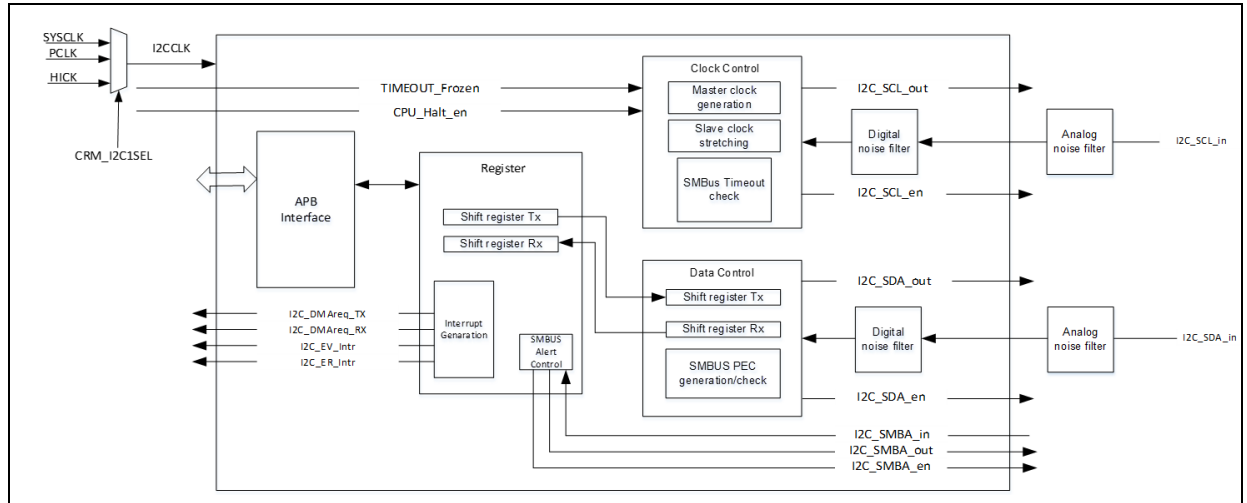 SYSCLK
PCLK
HICK
I2CCLK
CRM_I2C1SEL
TIMEOUT_Frozen
CPU_Halt_en
APB
Interface
Register
Shift register Tx
Shift register Rx
Interrupt
Genaration
SMBUS
Alert
Control
I2C_DMAreq_TX
I2C_DMAreq_RX
I2C_EV_Intr
I2C_ER_Intr
Clock Control
Master clock
generation
Slave clock
stretching
SMBus Timeout
check
I2C_SCL_out
Digital
noise filter
Analog
noise filter
I2C_SCL_in
I2C_SCL_en
Data Control
Shift register Tx
Shift register Rx
SMBUS PEC
generation/check
I2C_SDA_out
Digital
noise filter
Analog
noise filter
I2C_SDA_in
I2C_SDA_en
I2C_SMBA_in
I2C_SMBA_out
I2C_SMBA_en